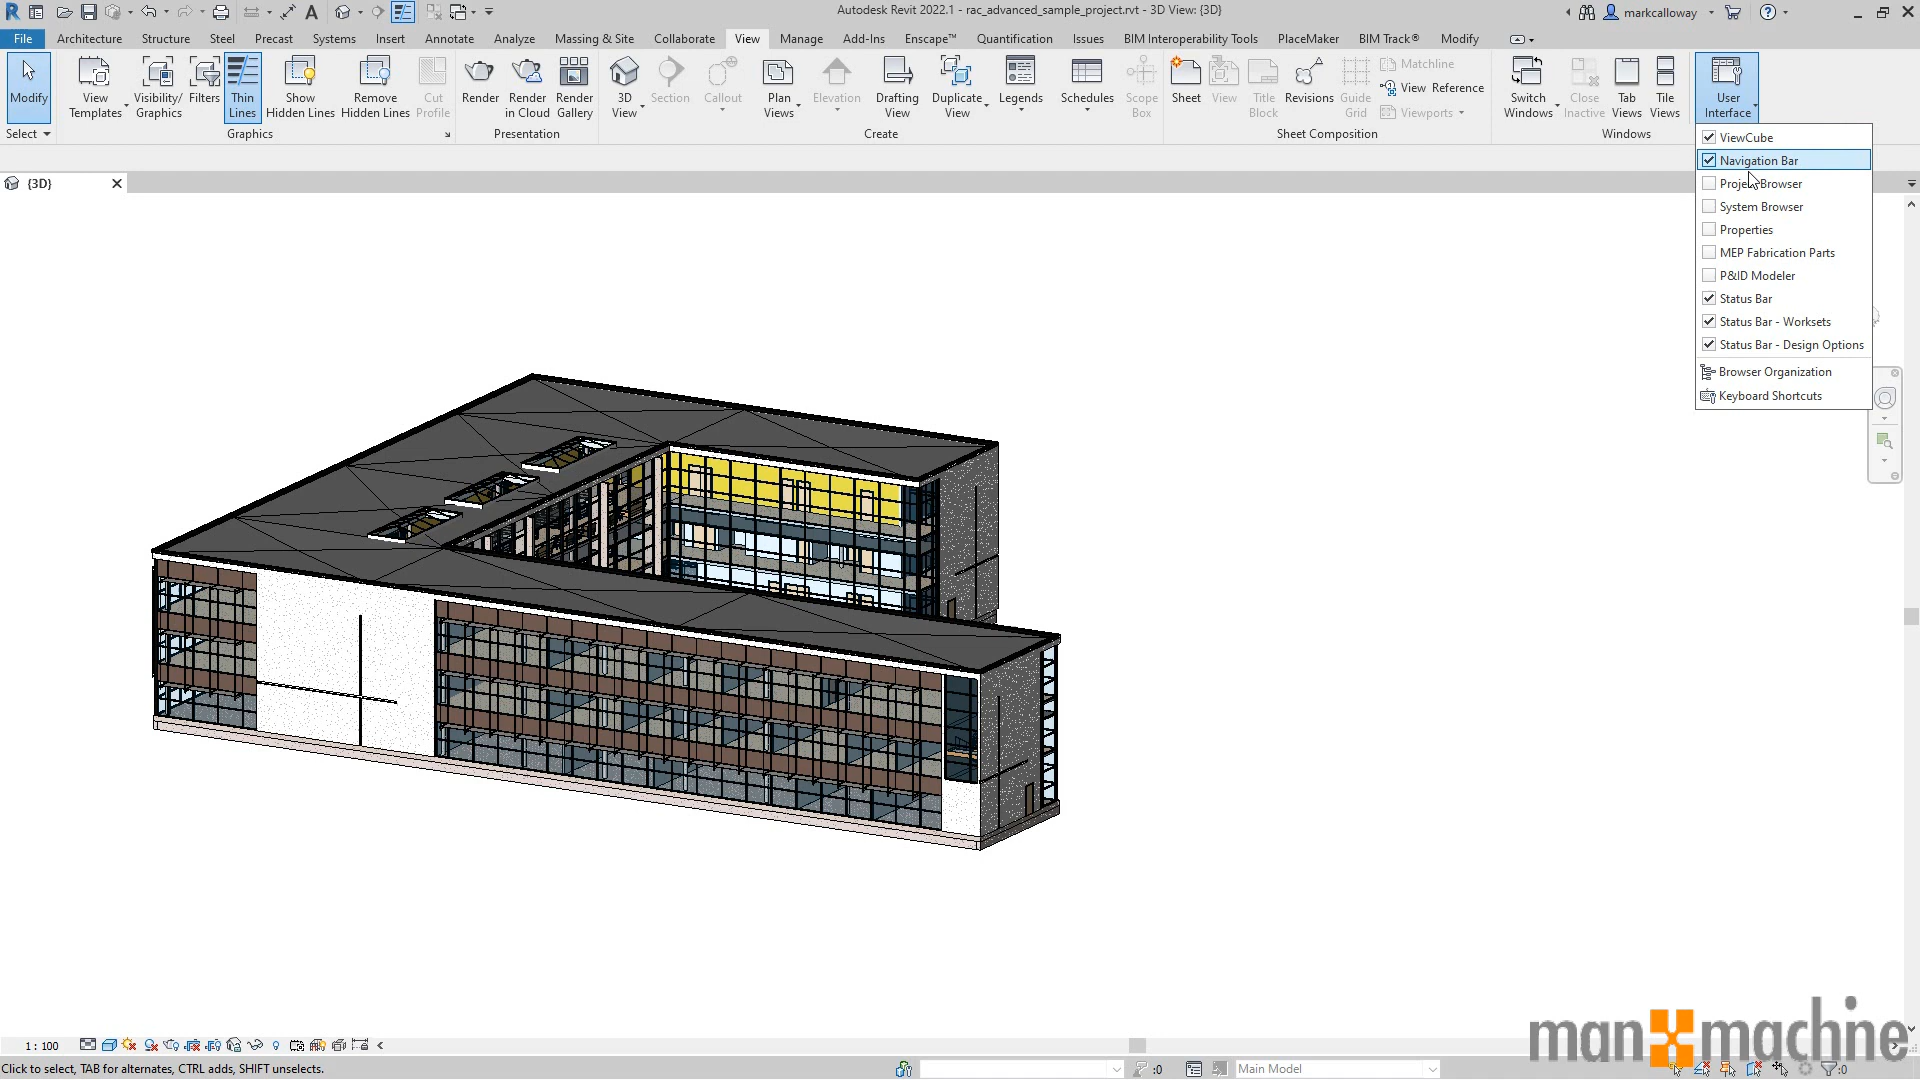 Autodesk Revit 2022.1 - rac_advanced_sample_project.rvt - 3D View: {3D}
markcalloway
File Architecture Structure Steel Precast Systems Insert Annotate Analyze Massing & Site Collaborate View Manage Add-Ins Enscape™ Quantification Issues BIM Interoperability Tools PlaceMaker BIM Track® Modify
Modify
View Templates
Visibility/ Graphics
Filters
Thin Lines
Show Hidden Lines
Remove Hidden Lines
Cut Profile
Render
Render in Cloud
Render Gallery
3D View
Section
Callout
Plan Views
Elevation
Drafting View
Duplicate View
Legends
Schedules
Scope Box
Sheet
View
Title Block
Revisions
Guide Grid
Matchline
View Reference
Viewports
Switch Windows
Close Inactive
Tab Views
Tile Views
User Interface
Select Graphics Presentation Create Sheet Composition Windows
{3D}
ViewCube
Navigation Bar
Project Browser
System Browser
Properties
MEP Fabrication Parts
P&ID Modeler
Status Bar
Status Bar - Worksets
Status Bar - Design Options
Browser Organization
Keyboard Shortcuts
man machine
1 : 100
Click to select, TAB for alternates, CTRL adds, SHIFT unselects.
:0
Main Model
:0